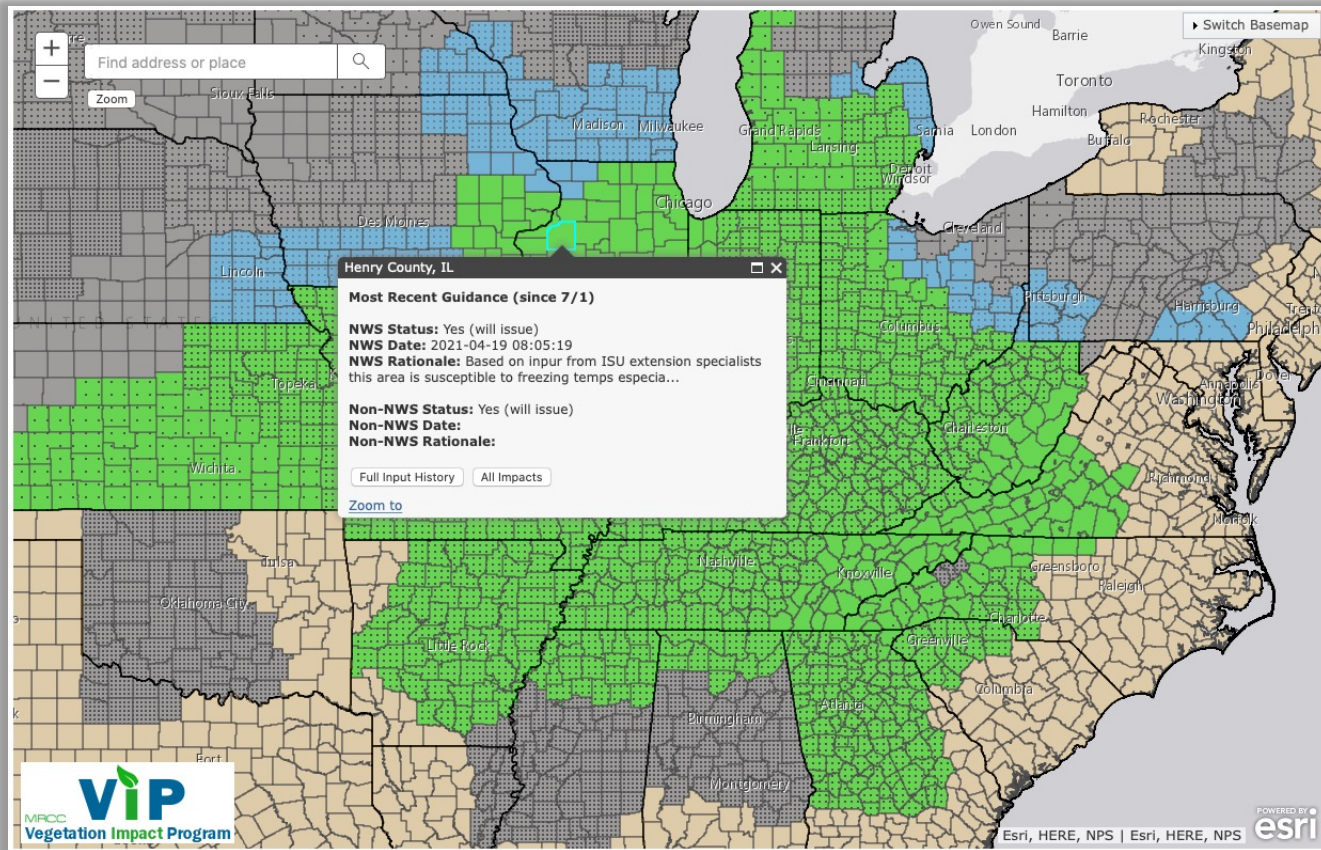 Owen Sound
Barrie
Switch Basemap
Kingston
+
−
Find address or place
Zoom
Sioux Falls
Toronto
Hamilton
Rochester
Madison
Milwaukee
Grand Rapids
Lansing
Sarnia
London
Buffalo
Detroit
Windsor
Chicago
Des Moines
Cleveland
Lincoln
Pittsburgh
Harrisburg
Trent
Philadelph
UNITED STATE
Columbus
Henry County, IL
Most Recent Guidance (since 7/1)
NWS Status: Yes (will issue)
NWS Date: 2021-04-19 08:05:19
NWS Rationale: Based on inpur from ISU extension specialists
this area is susceptible to freezing temps especia...
Non-NWS Status: Yes (will issue)
Non-NWS Date:
Non-NWS Rationale:
Full Input History
All Impacts
Zoom to
Topeka
Cincinnati
Annapolis
Dover
Washington
Charleston
Frankfort
Wichita
Richmond
Norfolk
Tulsa
Nashville
Knoxville
Greensboro
Raleigh
Oklahoma City
Charlotte
Little Rock
Greenville
Columbia
Atlanta
Birmingham
Fort
Montgomery
MRCC
ViP
Vegetation Impact Program
Esri, HERE, NPS | Esri, HERE, NPS
POWERED BY
esri